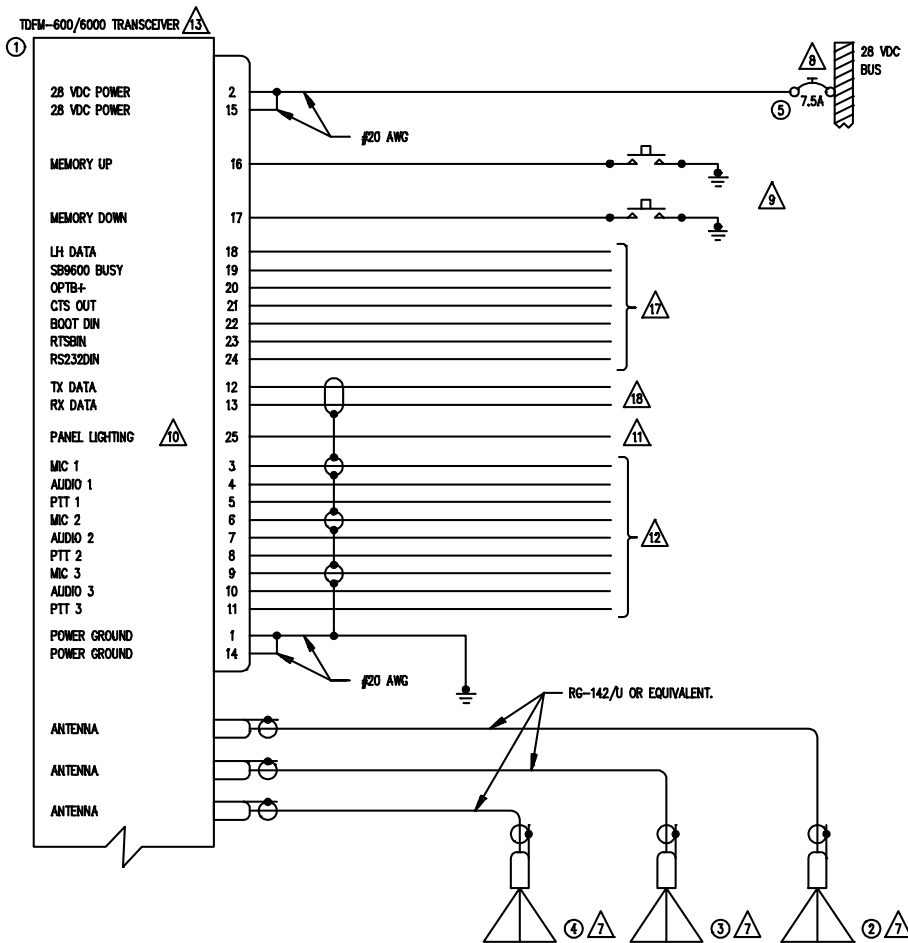 TDFM-600/6000 TRANSCEIVER 13
1
28 VDC POWER 2
28 VDC POWER 15
#20 AWG
8
5 7.5A
28 VDC
BUS
MEMORY UP 16
MEMORY DOWN 17
9
LH DATA 18
SB9600 BUSY 19
OPTB+ 20
CTS OUT 21
BOOT DIN 22
RTSBIN 23
RS232DIN 24
17
TX DATA 12
RX DATA 13
18
PANEL LIGHTING 10 25 11
MIC 1 3
AUDIO 1 4
PTT 1 5
MIC 2 6
AUDIO 2 7
PTT 2 8
MIC 3 9
AUDIO 3 10
PTT 3 11
12
POWER GROUND 1
POWER GROUND 14
#20 AWG
RG-142/U OR EQUIVALENT.
ANTENNA
ANTENNA
ANTENNA
4 7 3 7 2 7